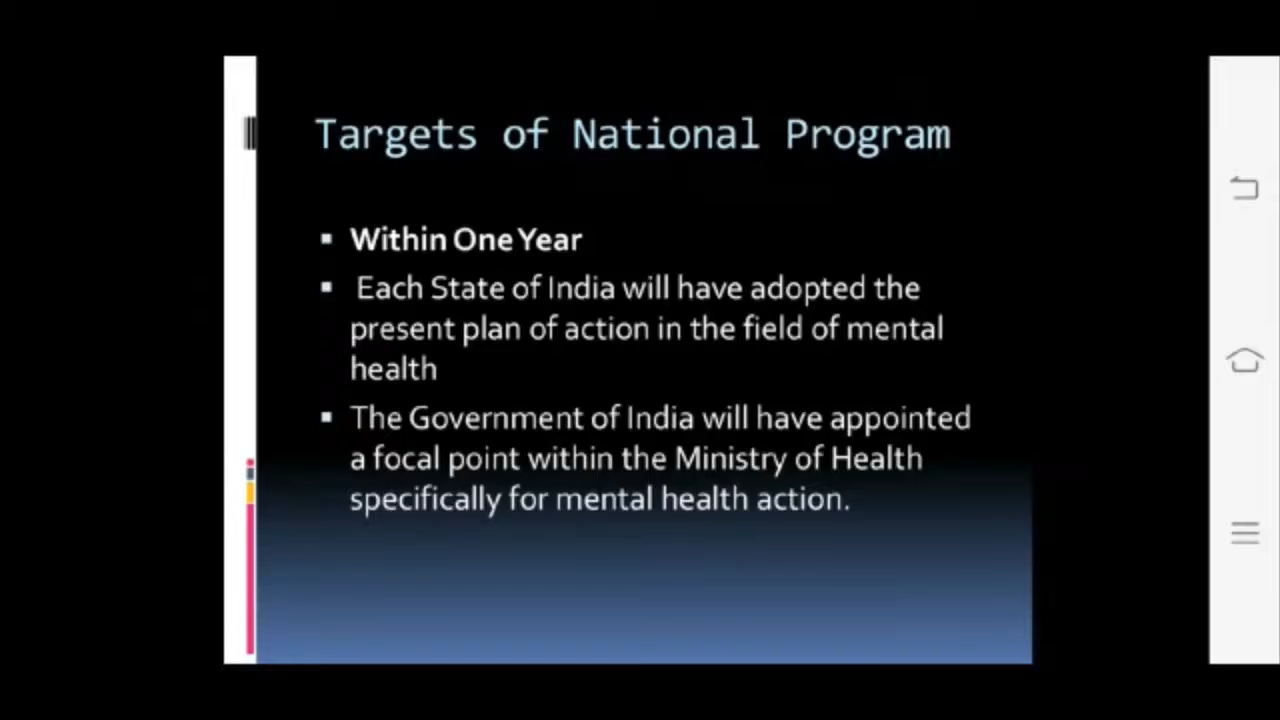 Targets of National Program
Within One Year
Each State of India will have adopted the
present plan of action in the field of mental
health
The Government of India will have appointed
a focal point within the Ministry of Health
specifically for mental health action.